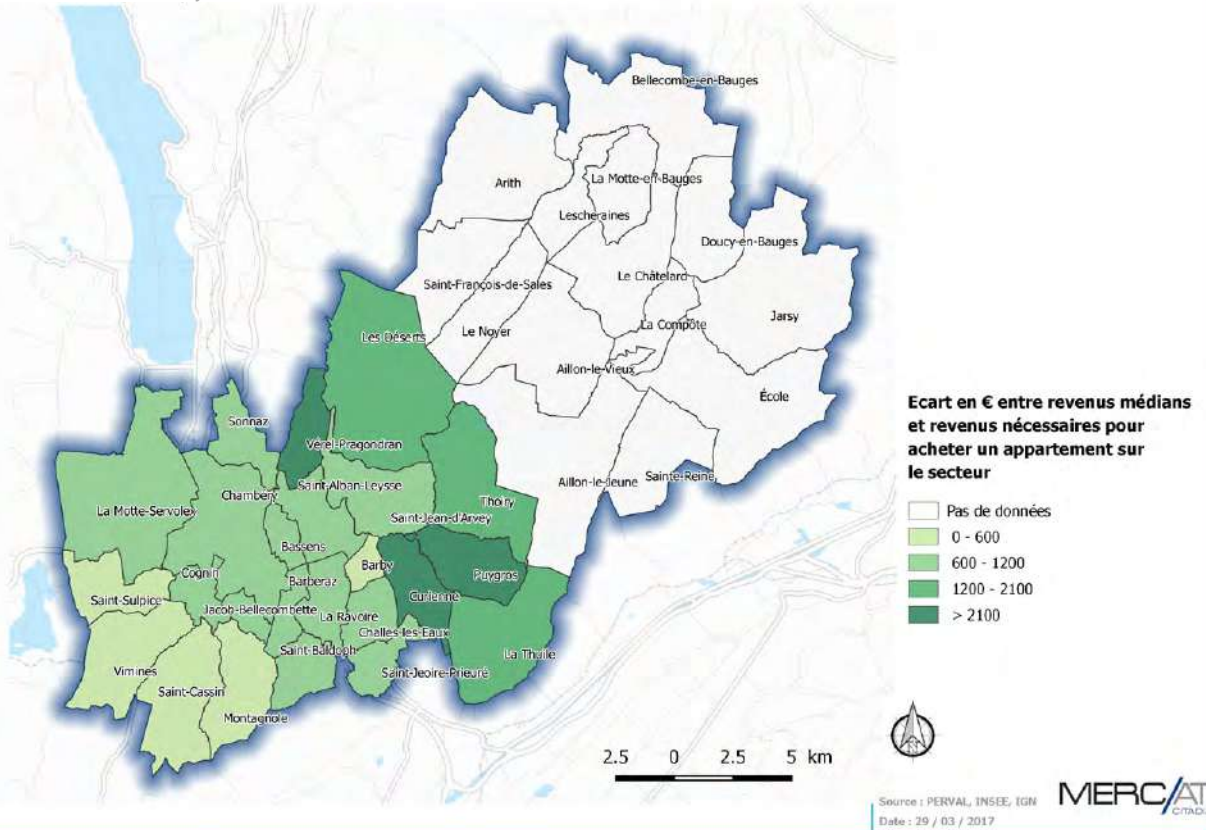 Bellecombe-en-Bauges
Arith
La Motte-en-Bauges
Lescheraines
Doucy-en-Bauges
Saint-François-de-Sales
Le Châtelard
Jarsy
Les Déserts
Le Noyer
La Compôte
Aillon-le-Vieux
École
Sonnaz
Vérel-Pragondran
Aillon-le-Jeune
Sainte-Reine
Saint-Alban-Leysse
Chambéry
La Motte-Servolex
Thoiry
Saint-Jean-d'Arvey
Bassens
Barby
Puygros
Cognin
Barberaz
Curienne
Saint-Sulpice
Jacob-Bellecombette
La Ravoire
Challes-les-Eaux
Saint-Baldoph
La Thuile
Vimines
Saint-Jeoire-Prieuré
Saint-Cassin
Montagnole
Ecart en € entre revenus médians
et revenus nécessaires pour
acheter un appartement sur
le secteur
Pas de données
0 - 600
600 - 1200
1200 - 2100
> 2100
2.5 0 2.5 5 km
Source : PERVAL, INSEE, IGN
Date : 29 / 03 / 2017
MERC/AT
CITAD